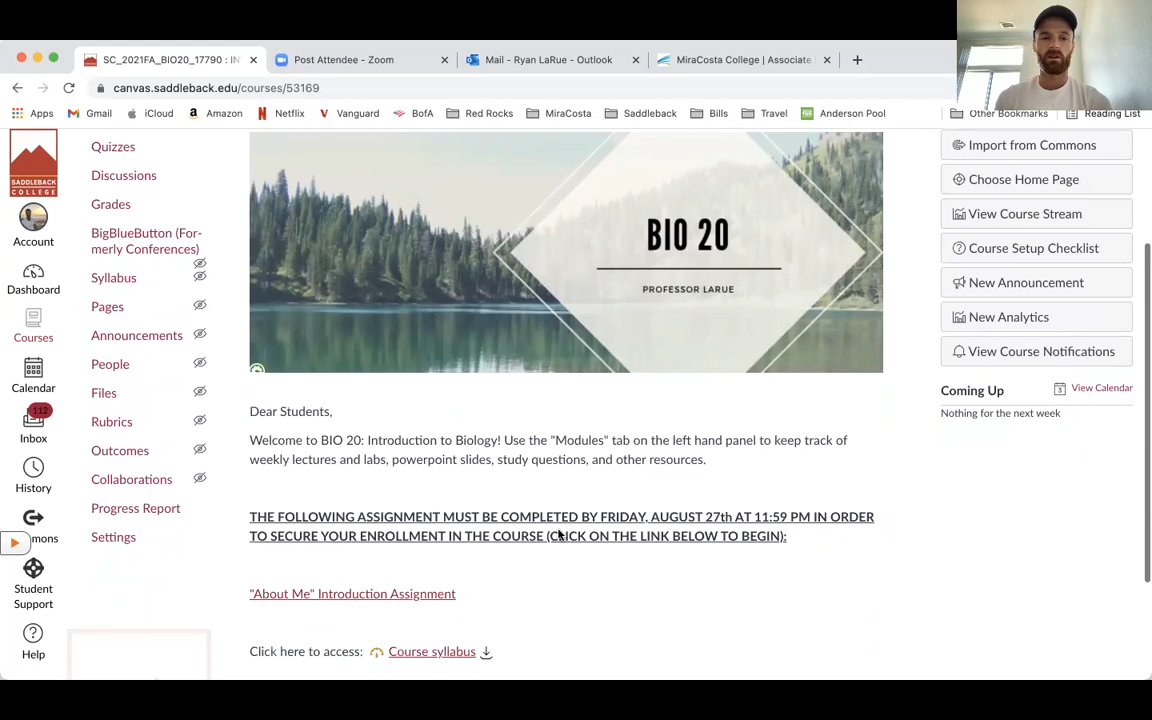 SC_2021FA_BIO20_17790 : IN
Post Attendee - Zoom
Mail - Ryan LaRue - Outlook
MiraCosta College | Associate
canvas.saddleback.edu/courses/53169
Apps
Gmail
iCloud
Amazon
Netflix
Vanguard
BofA
Red Rocks
MiraCosta
Saddleback
Bills
Travel
Anderson Pool
Other Bookmarks
Reading List
SADDLEBACK
COLLEGE
Account
Dashboard
Courses
Calendar
112
Inbox
History
mmons
Student
Support
Help
Quizzes
Discussions
Grades
BigBlueButton (For-
merly Conferences)
Syllabus
Pages
Announcements
People
Files
Rubrics
Outcomes
Collaborations
Progress Report
Settings
BIO 20
PROFESSOR LARUE
Dear Students,
Welcome to BIO 20: Introduction to Biology! Use the "Modules" tab on the left hand panel to keep track of
weekly lectures and labs, powerpoint slides, study questions, and other resources.
THE FOLLOWING ASSIGNMENT MUST BE COMPLETED BY FRIDAY, AUGUST 27th AT 11:59 PM IN ORDER
TO SECURE YOUR ENROLLMENT IN THE COURSE (CLICK ON THE LINK BELOW TO BEGIN):
"About Me" Introduction Assignment
Click here to access: Course syllabus
Import from Commons
Choose Home Page
View Course Stream
Course Setup Checklist
New Announcement
New Analytics
View Course Notifications
Coming Up
3
View Calendar
Nothing for the next week